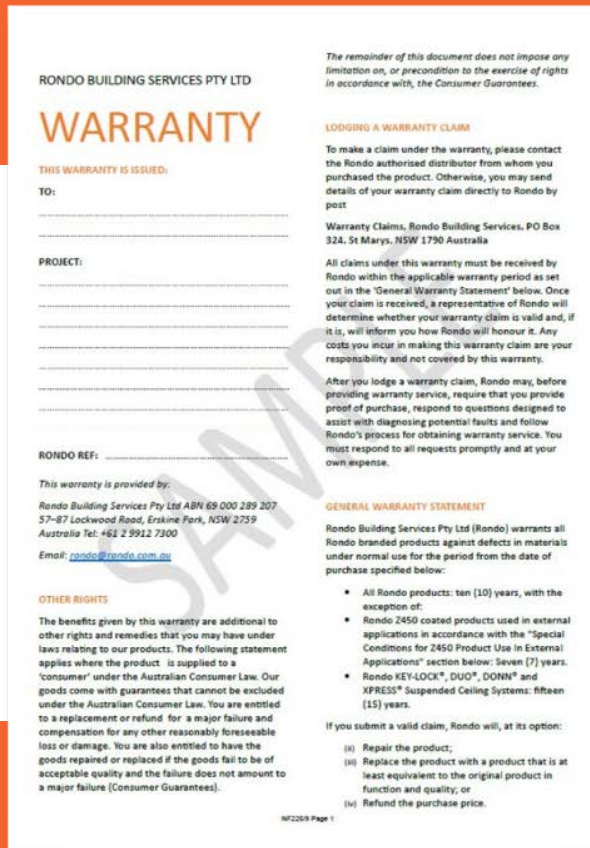 RONDO BUILDING SERVICES PTY LTD
WARRANTY
THIS WARRANTY IS ISSUED:
TO:
PROJECT:
RONDO REF:
This warranty is provided by:
Rondo Building Services Pty Ltd ABN 69 000 289 207
57–87 Lockwood Road, Erskine Park, NSW 2759
Australia Tel: +61 2 9912 7300
Email: rondo@rondo.com.au
OTHER RIGHTS
The benefits given by this warranty are additional to
other rights and remedies that you may have under
laws relating to our products. The following statement
applies where the product is supplied to a
'consumer' under the Australian Consumer Law. Our
goods come with guarantees that cannot be excluded
under the Australian Consumer Law. You are entitled
to a replacement or refund for a major failure and
compensation for any other reasonably foreseeable
loss or damage. You are also entitled to have the
goods repaired or replaced if the goods fail to be of
acceptable quality and the failure does not amount to
a major failure (Consumer Guarantees).
The remainder of this document does not impose any
limitation on, or precondition to the exercise of rights
in accordance with, the Consumer Guarantees.
LODGING A WARRANTY CLAIM
To make a claim under the warranty, please contact
the Rondo authorised distributor from whom you
purchased the product. Otherwise, you may send
details of your warranty claim directly to Rondo by
post
Warranty Claims, Rondo Building Services, PO Box
324, St Marys, NSW 1790 Australia
All claims under this warranty must be received by
Rondo within the applicable warranty period as set
out in the 'General Warranty Statement' below. Once
your claim is received, a representative of Rondo will
determine whether your warranty claim is valid and, if
it is, will inform you how Rondo will honour it. Any
costs you incur in making this warranty claim are your
responsibility and not covered by this warranty.
After you lodge a warranty claim, Rondo may, before
providing warranty service, require that you provide
proof of purchase, respond to questions designed to
assist with diagnosing potential faults and follow
Rondo's process for obtaining warranty service. You
must respond to all requests promptly and at your
own expense.
GENERAL WARRANTY STATEMENT
Rondo Building Services Pty Ltd (Rondo) warrants all
Rondo branded products against defects in materials
under normal use for the period from the date of
purchase specified below:
• All Rondo products: ten (10) years, with the
exception of:
• Rondo Z450 coated products used in external
applications in accordance with the "Special
Conditions for Z450 Product Use In External
Applications" section below: Seven (7) years.
• Rondo KEY-LOCK®, DUO®, DONN® and
XPRESS® Suspended Ceiling Systems: fifteen
(15) years.
If you submit a valid claim, Rondo will, at its option:
(ii) Repair the product;
(iii) Replace the product with a product that is at
least equivalent to the original product in
function and quality; or
(iv) Refund the purchase price.
NF226/9 Page 1
SAMPLE